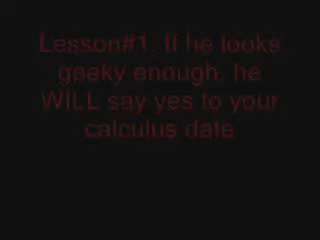 Lesson#1: If he looks
geeky enough, he
WILL say yes to your
calculus date